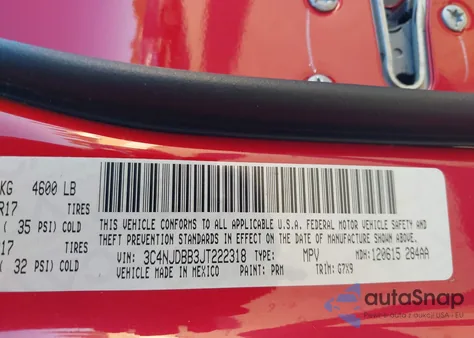 KG 4600 LB
R17 TIRES
( 35 PSI) COLD
17 TIRES
( 32 PSI) COLD
THIS VEHICLE CONFORMS TO ALL APPLICABLE U.S.A. FEDERAL MOTOR VEHICLE SAFETY AND
THEFT PREVENTION STANDARDS IN EFFECT ON THE DATE OF MANUFACTURE SHOWN ABOVE.
VIN: 3C4NJDBB3JT222318 TYPE: MPV MDH: 120615 284AA
VEHICLE MADE IN MEXICO PAINT: PRM TRIM: G7X9
autoSnap